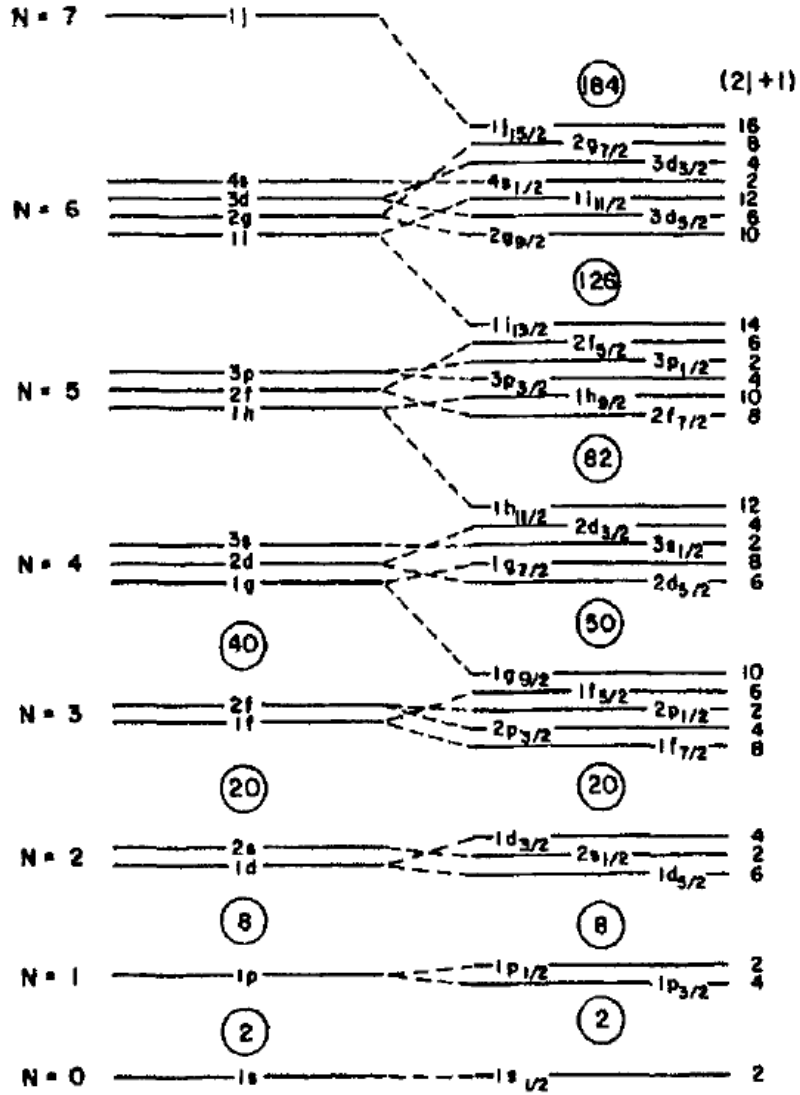 N = 7 1j
184 (2j+1)
1j15/2 16
2g7/2 8
3d3/2 4
4s 4s1/2 2
N = 6 3d 1i11/2 12
2g 3d5/2 6
1i 2g9/2 10
126
1i13/2 14
2f5/2 6
3p1/2 2
3p 3p3/2 4
N = 5 2f 1h9/2 10
1h 2f7/2 8
82
1h11/2 12
2d3/2 4
3s 3s1/2 2
N = 4 2d 1g7/2 8
1g 2d5/2 6
40 50
1g9/2 10
1f5/2 6
N = 3 2f 2p1/2 2
1f 2p3/2 4
1f7/2 8
20 20
1d3/2 4
N = 2 2s 2s1/2 2
1d 1d5/2 6
8 8
1p1/2 2
N = 1 1p 1p3/2 4
2 2
N = 0 1s 1s1/2 2